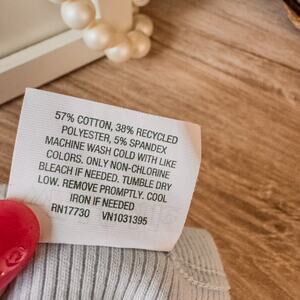 57% COTTON, 38% RECYCLED
POLYESTER, 5% SPANDEX
MACHINE WASH COLD WITH LIKE
COLORS. ONLY NON-CHLORINE
BLEACH IF NEEDED. TUMBLE DRY
LOW. REMOVE PROMPTLY. COOL
IRON IF NEEDED
RN17730 VN1031395